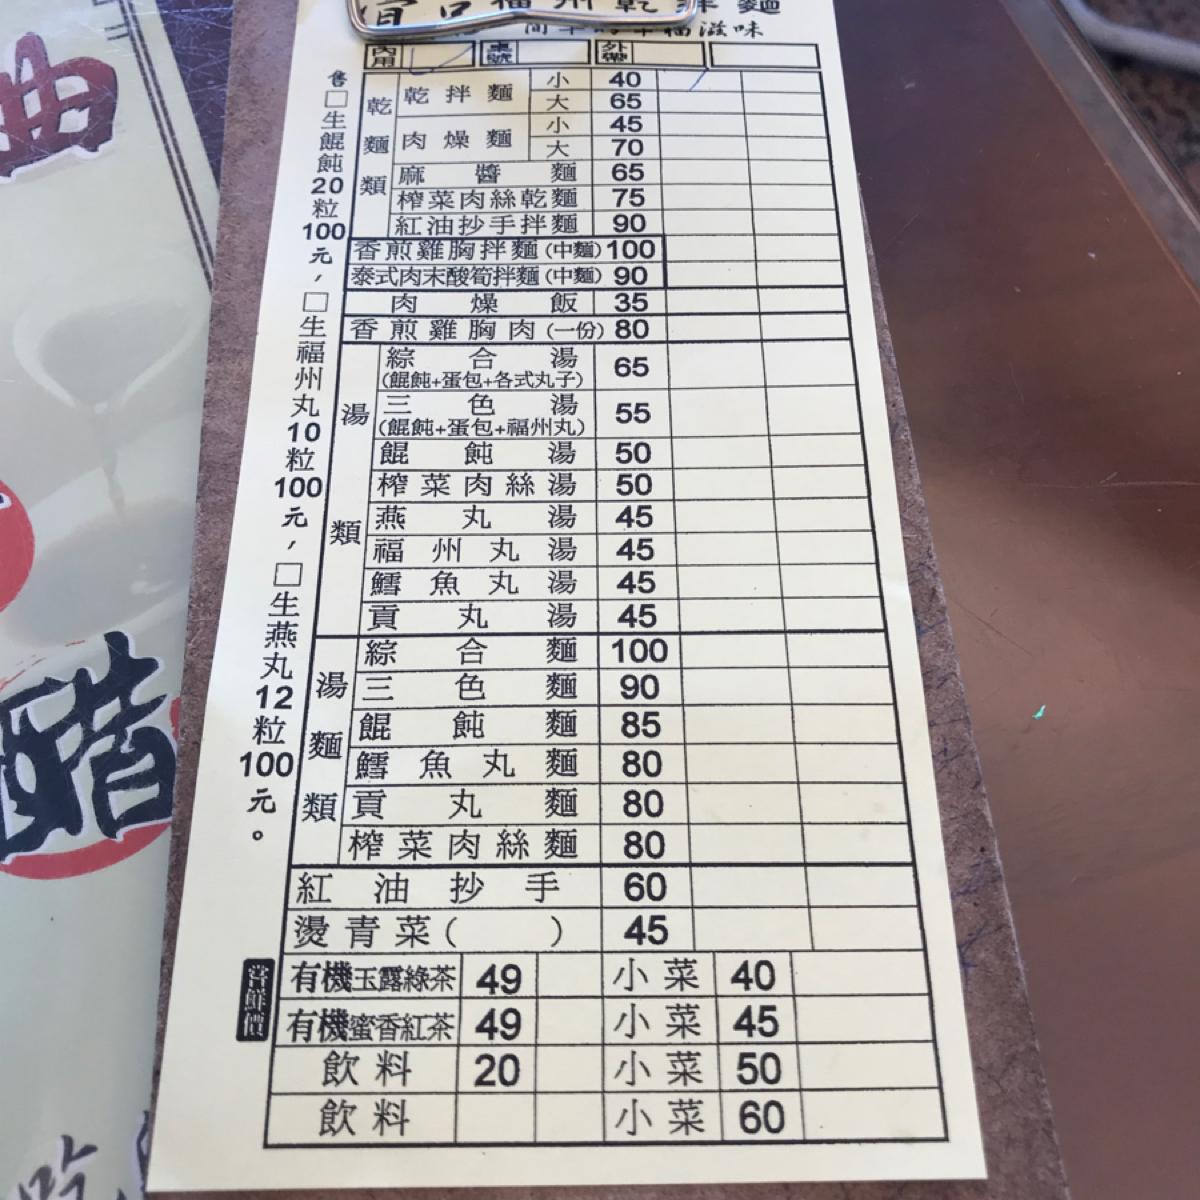 福州乾拌麵
滋味
內用 桌號 外帶
乾麵類
乾拌麵 小 40
大 65
肉燥麵 小 45
大 70
麻醬麵 65
榨菜肉絲乾麵 75
紅油抄手拌麵 90
香煎雞胸拌麵(中麵) 100
泰式肉末酸筍拌麵(中麵) 90
肉燥飯 35
香煎雞胸肉(一份) 80
湯類
綜合湯 65
(餛飩+蛋包+各式丸子)
三色湯 55
(餛飩+蛋包+福州丸)
餛飩湯 50
榨菜肉絲湯 50
燕丸湯 45
福州丸湯 45
鱈魚丸湯 45
貢丸湯 45
湯麵類
綜合麵 100
三色麵 90
餛飩麵 85
鱈魚丸麵 80
貢丸麵 80
榨菜肉絲麵 80
紅油抄手 60
燙青菜( ) 45
嘗鮮價
有機玉露綠茶 49 小菜 40
有機蜜香紅茶 49 小菜 45
飲料 20 小菜 50
飲料 小菜 60
售□生餛飩20粒100元，□生福州丸10粒100元，□生燕丸12粒100元。
醋
吃